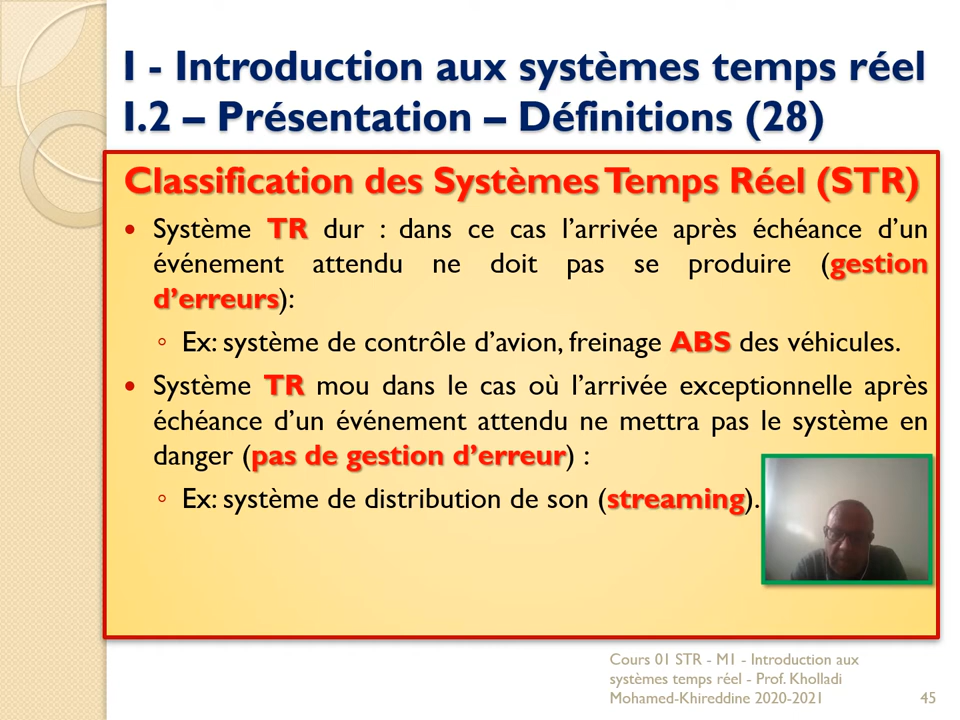 I - Introduction aux systèmes temps réel
I.2 – Présentation – Définitions (28)
Classification des Systèmes Temps Réel (STR)
• Système TR dur : dans ce cas l’arrivée après échéance d’un
événement attendu ne doit pas se produire (gestion
d’erreurs):
◦ Ex: système de contrôle d’avion, freinage ABS des véhicules.
• Système TR mou dans le cas où l’arrivée exceptionnelle après
échéance d’un événement attendu ne mettra pas le système en
danger (pas de gestion d’erreur) :
◦ Ex: système de distribution de son (streaming).
Cours 01 STR - M1 - Introduction aux
systèmes temps réel - Prof. Kholladi
Mohamed-Khireddine 2020-2021
45